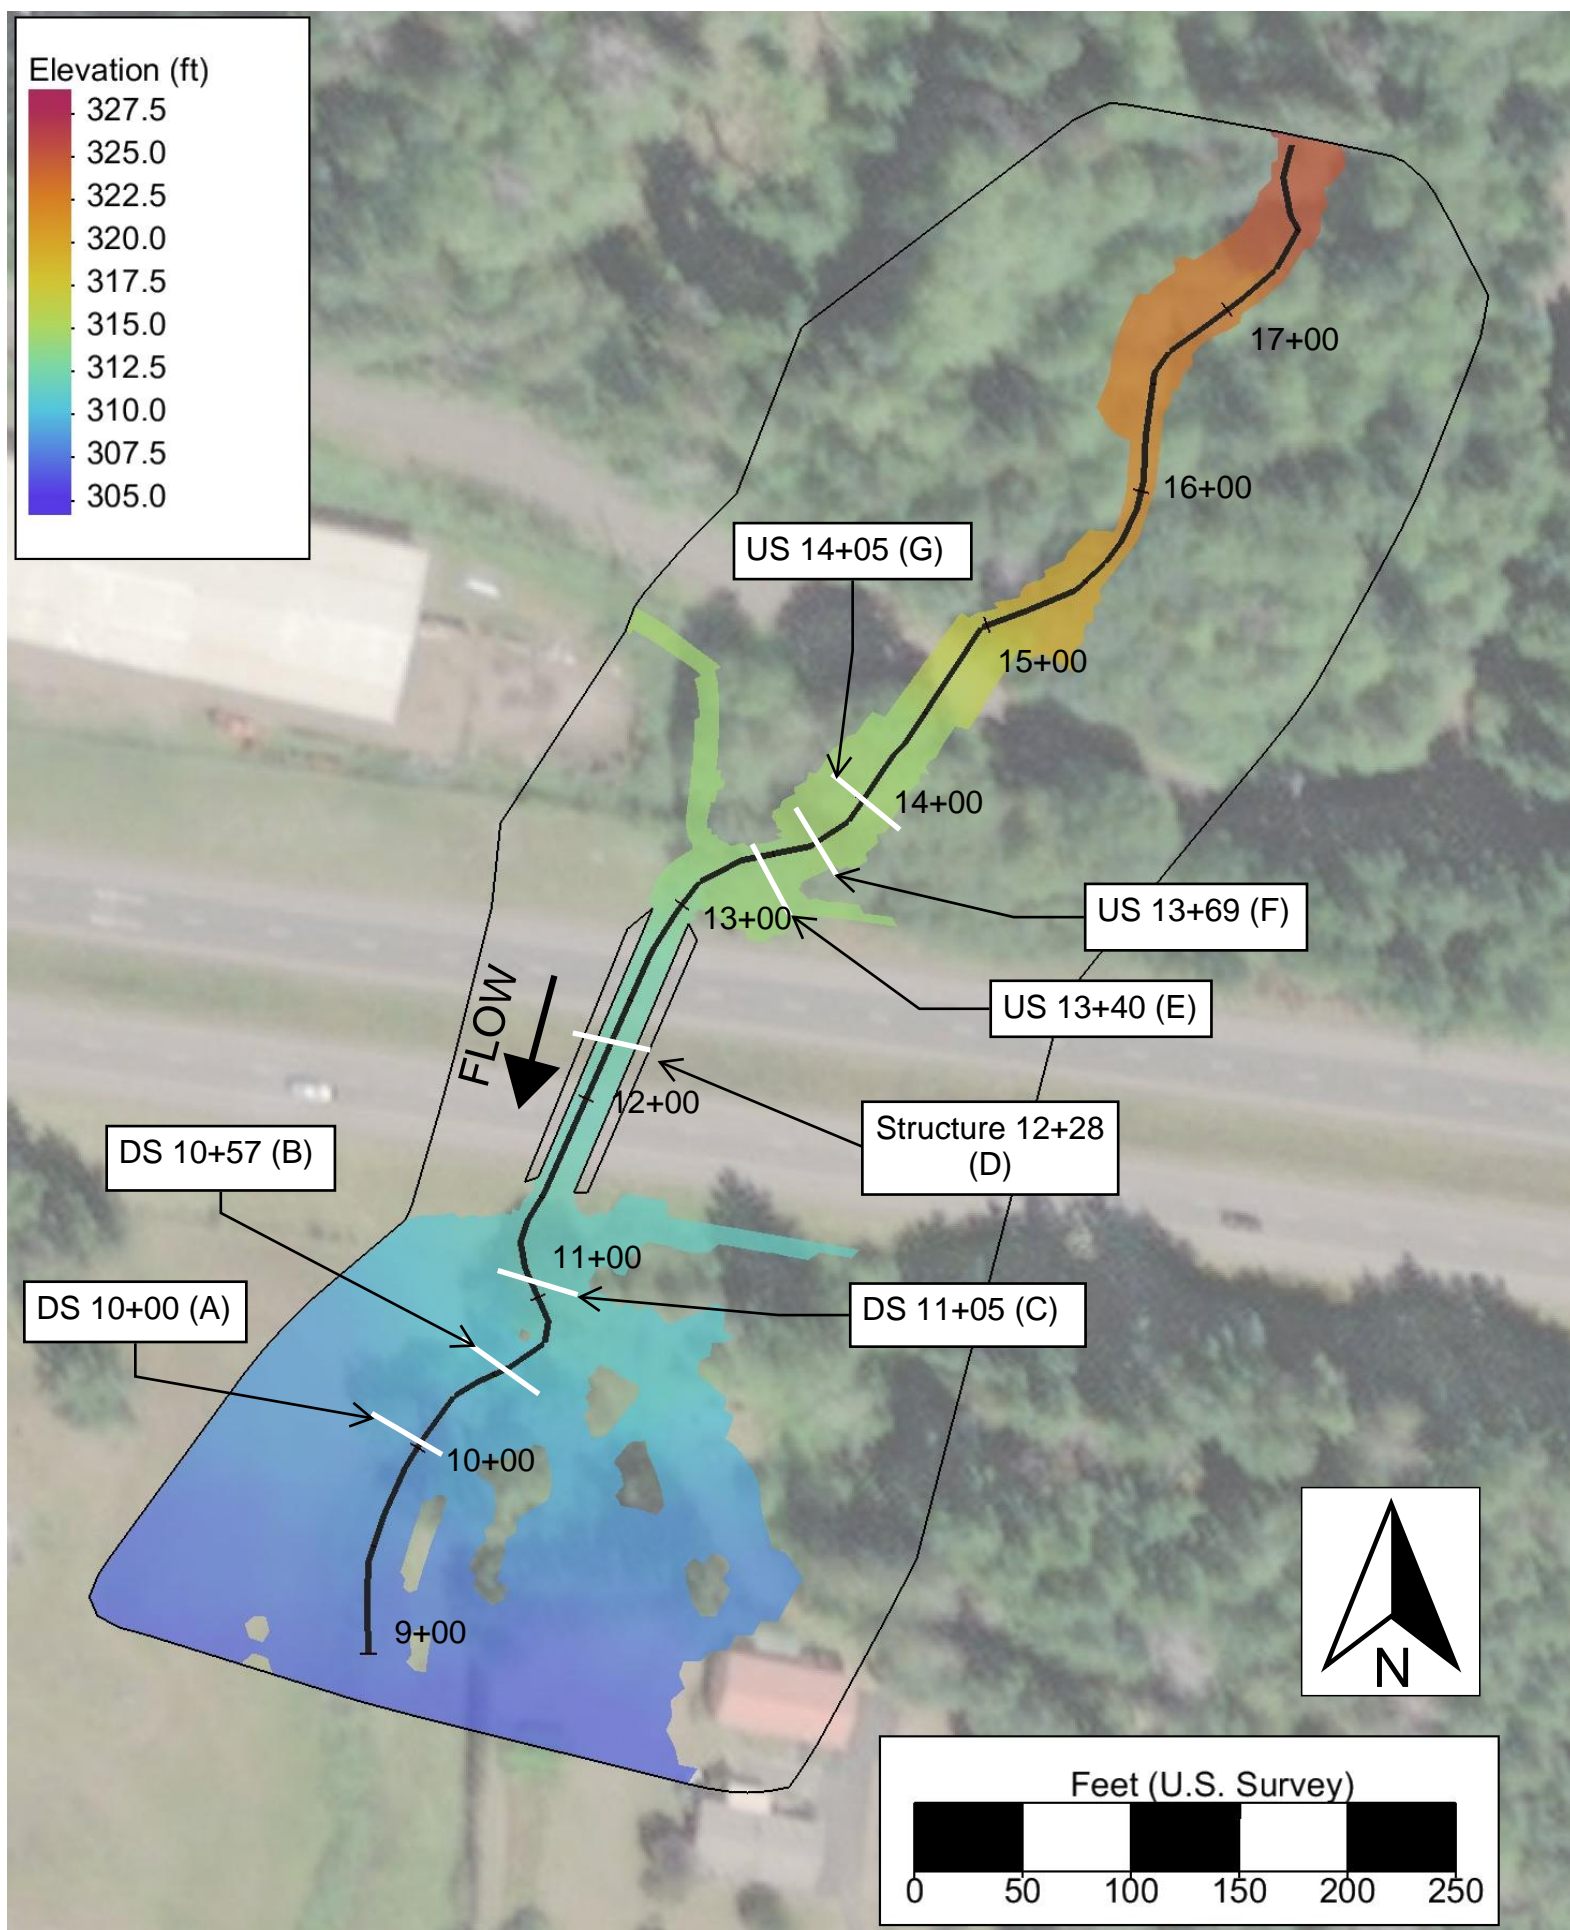 Elevation (ft)
327.5
325.0
322.5
320.0
317.5
315.0
312.5
310.0
307.5
305.0
17+00
16+00
US 14+05 (G)
15+00
14+00
US 13+69 (F)
13+00
US 13+40 (E)
FLOW
12+00
Structure 12+28
(D)
DS 10+57 (B)
11+00
DS 10+00 (A)
DS 11+05 (C)
10+00
9+00
N
Feet (U.S. Survey)
0 50 100 150 200 250